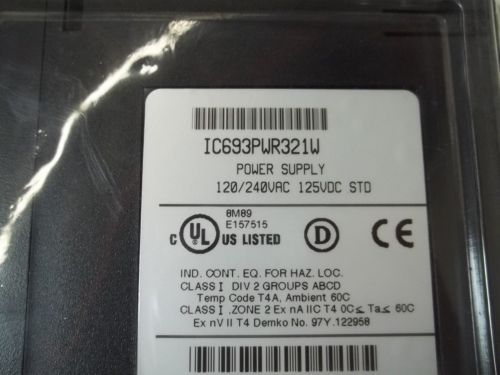 IC693PWR321W
POWER SUPPLY
120/240VAC 125VDC STD
8M89
E157515
C UL US LISTED D CE
IND. CONT. EQ. FOR HAZ. LOC.
CLASS I DIV 2 GROUPS ABCD
Temp Code T4A, Ambient 60C
CLASS I .ZONE 2 Ex nA IIC T4 0C≤ Ta≤ 60C
Ex nV II T4 Demko No. 97Y.122958